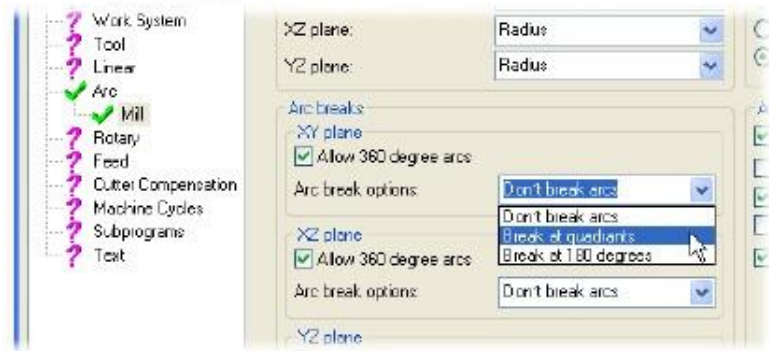 Work System
Tool
Linear
Arc
Mill
Rotary
Feed
Cutter Compensation
Machine Cycles
Subprograms
Text
XZ plane: Radius
YZ plane: Radius
Arc breaks
XY plane
Allow 360 degree arcs
Arc break options: Don't break arcs
Don't break arcs
Break at quadrants
Break at 180 degrees
XZ plane
Allow 360 degree arcs
Arc break options: Don't break arcs
YZ plane